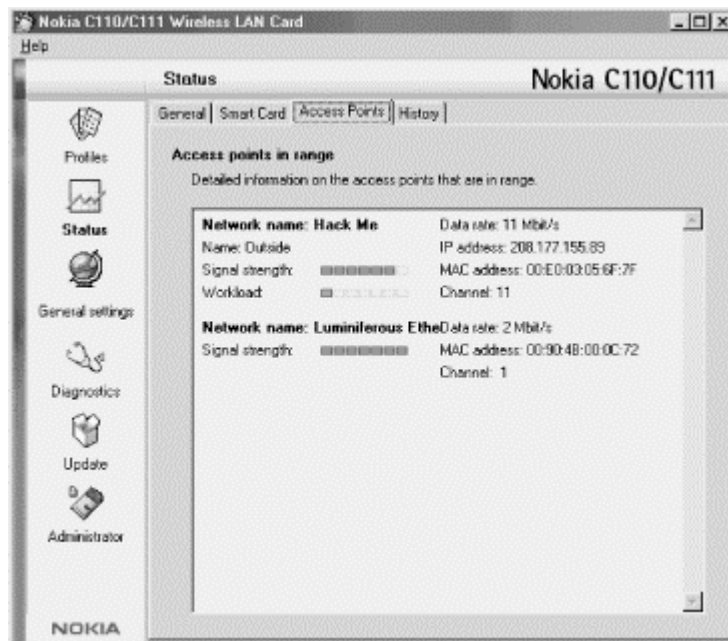 Nokia C110/C111 Wireless LAN Card
Help
Status
Nokia C110/C111
General Smart Card Access Points History
Profiles
Status
General settings
Diagnostics
Update
Administrator
NOKIA
Access points in range
Detailed information on the access points that are in range.
Network name: Hack Me Data rate: 11 Mbit/s
Name: Outside IP address: 208.177.155.89
Signal strength: MAC address: 00:E0:03:05:6F:7F
Workload: Channel: 11
Network name: Luminiferous Ethe Data rate: 2 Mbit/s
Signal strength: MAC address: 00:90:4B:00:0C:72
Channel: 1